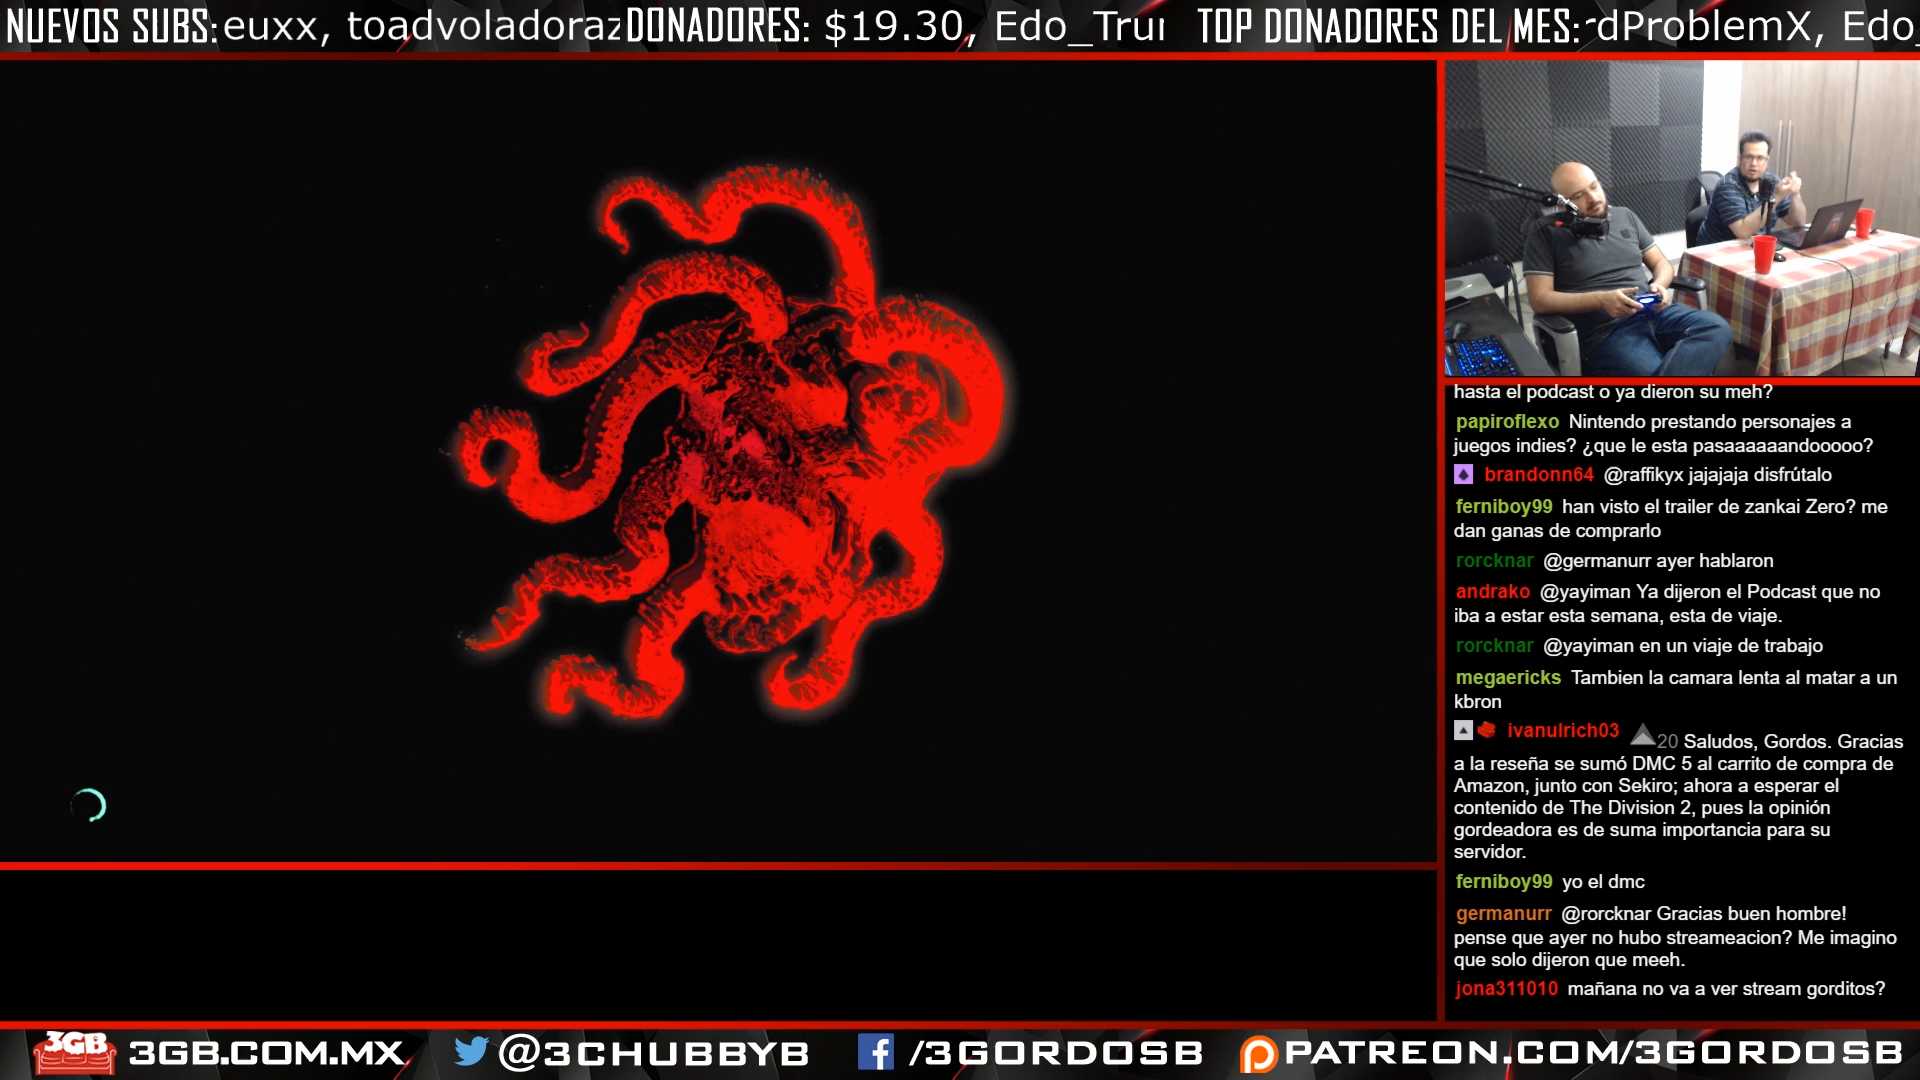 NUEVOS SUBS: euxx, toadvoladoraz DONADORES: $19.30, Edo_Trui TOP DONADORES DEL MES: rdProblemX, Edo_
hasta el podcast o ya dieron su meh?
papiroflexo Nintendo prestando personajes a
juegos indies? ¿que le esta pasaaaaaandooooo?
brandonn64 @raffikyx jajajaja disfrútalo
ferniboy99 han visto el trailer de zankai Zero? me
dan ganas de comprarlo
rorcknar @germanurr ayer hablaron
andrako @yayiman Ya dijeron el Podcast que no
iba a estar esta semana, esta de viaje.
rorcknar @yayiman en un viaje de trabajo
megaericks Tambien la camara lenta al matar a un
kbron
ivanulrich03 20 Saludos, Gordos. Gracias
a la reseña se sumó DMC 5 al carrito de compra de
Amazon, junto con Sekiro; ahora a esperar el
contenido de The Division 2, pues la opinión
gordeadora es de suma importancia para su
servidor.
ferniboy99 yo el dmc
germanurr @rorcknar Gracias buen hombre!
pense que ayer no hubo streameacion? Me imagino
que solo dijeron que meeh.
jona311010 mañana no va a ver stream gorditos?
3GB 3GB.COM.MX @3CHUBBYB /3GORDOSB PATREON.COM/3GORDOSB